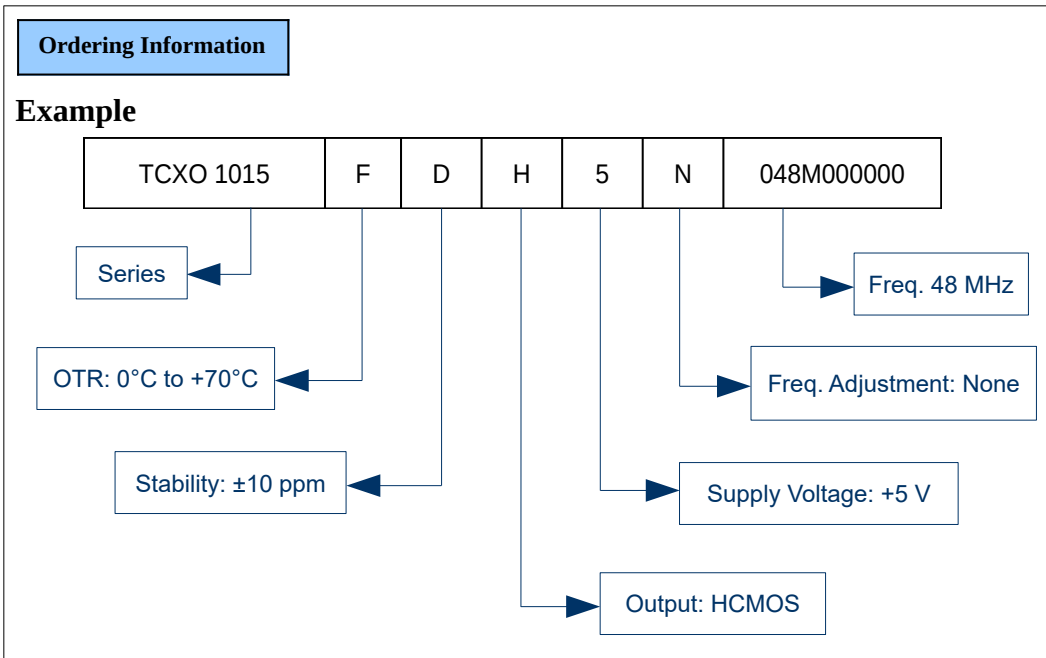 Ordering Information
Example
TCXO 1015 F D H 5 N 048M000000
Series
Freq. 48 MHz
OTR: 0°C to +70°C
Freq. Adjustment: None
Stability: ±10 ppm
Supply Voltage: +5 V
Output: HCMOS